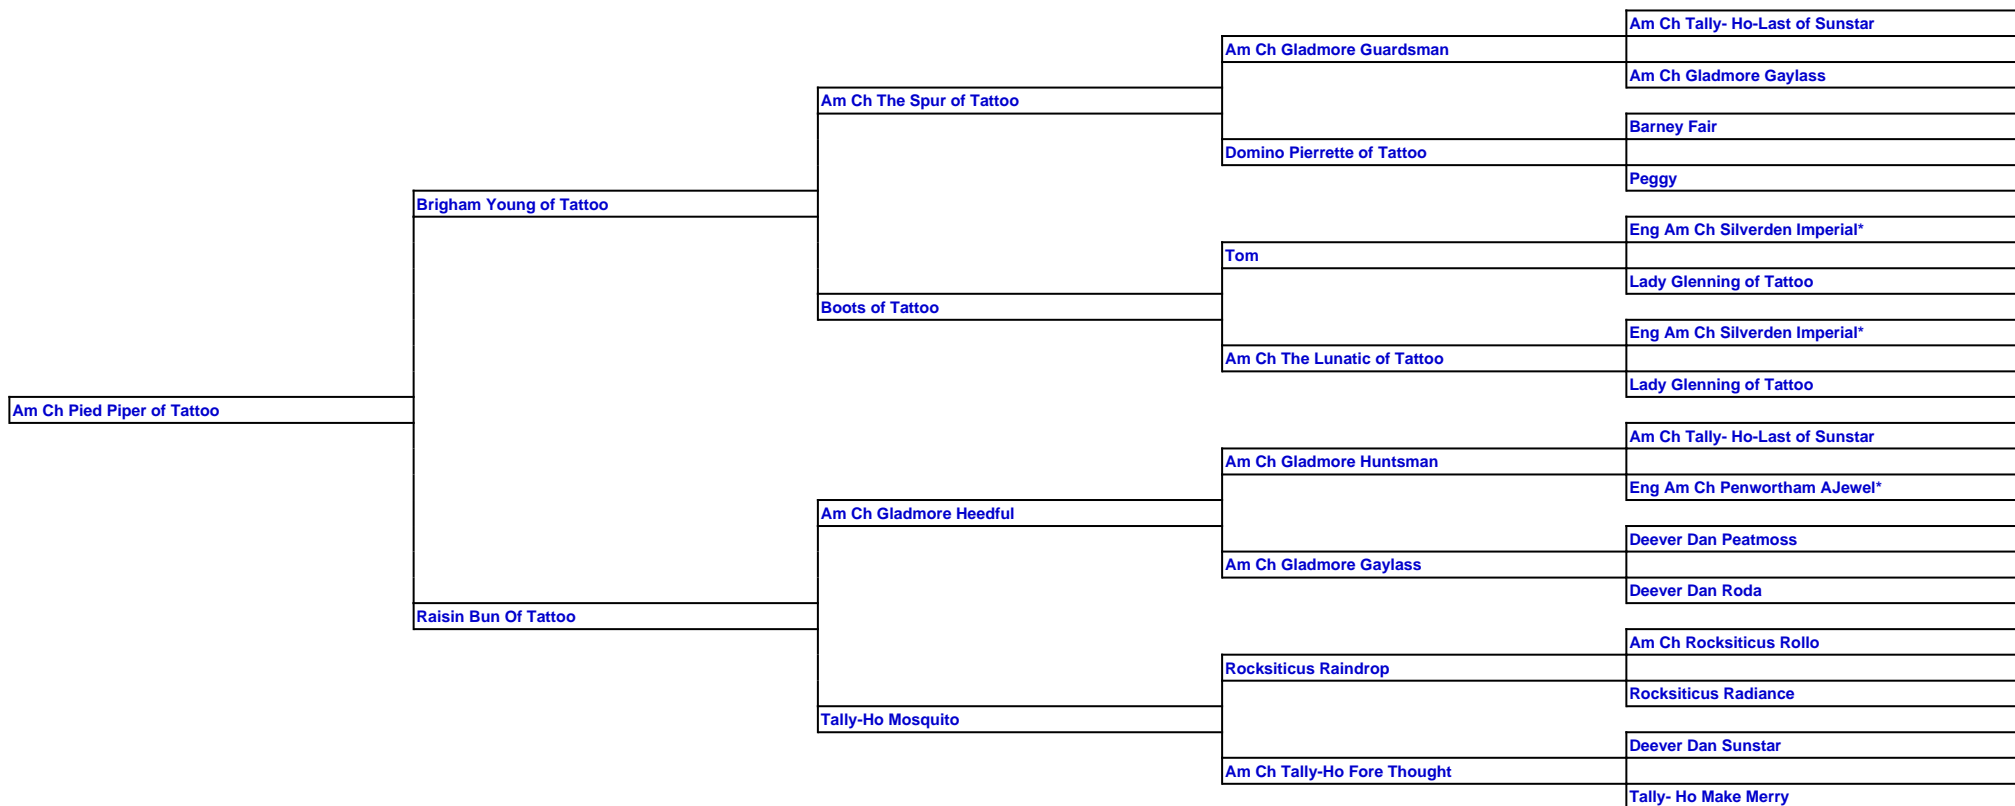 Am Ch Tally- Ho-Last of Sunstar
Am Ch Gladmore Guardsman
Am Ch Gladmore Gaylass
Am Ch The Spur of Tattoo
Barney Fair
Domino Pierrette of Tattoo
Peggy
Brigham Young of Tattoo
Eng Am Ch Silverden Imperial*
Tom
Lady Glenning of Tattoo
Boots of Tattoo
Eng Am Ch Silverden Imperial*
Am Ch The Lunatic of Tattoo
Lady Glenning of Tattoo
Am Ch Pied Piper of Tattoo
Am Ch Tally- Ho-Last of Sunstar
Am Ch Gladmore Huntsman
Eng Am Ch Penwortham AJewel*
Am Ch Gladmore Heedful
Deever Dan Peatmoss
Am Ch Gladmore Gaylass
Deever Dan Roda
Raisin Bun Of Tattoo
Am Ch Rocksiticus Rollo
Rocksiticus Raindrop
Rocksiticus Radiance
Tally-Ho Mosquito
Deever Dan Sunstar
Am Ch Tally-Ho Fore Thought
Tally- Ho Make Merry